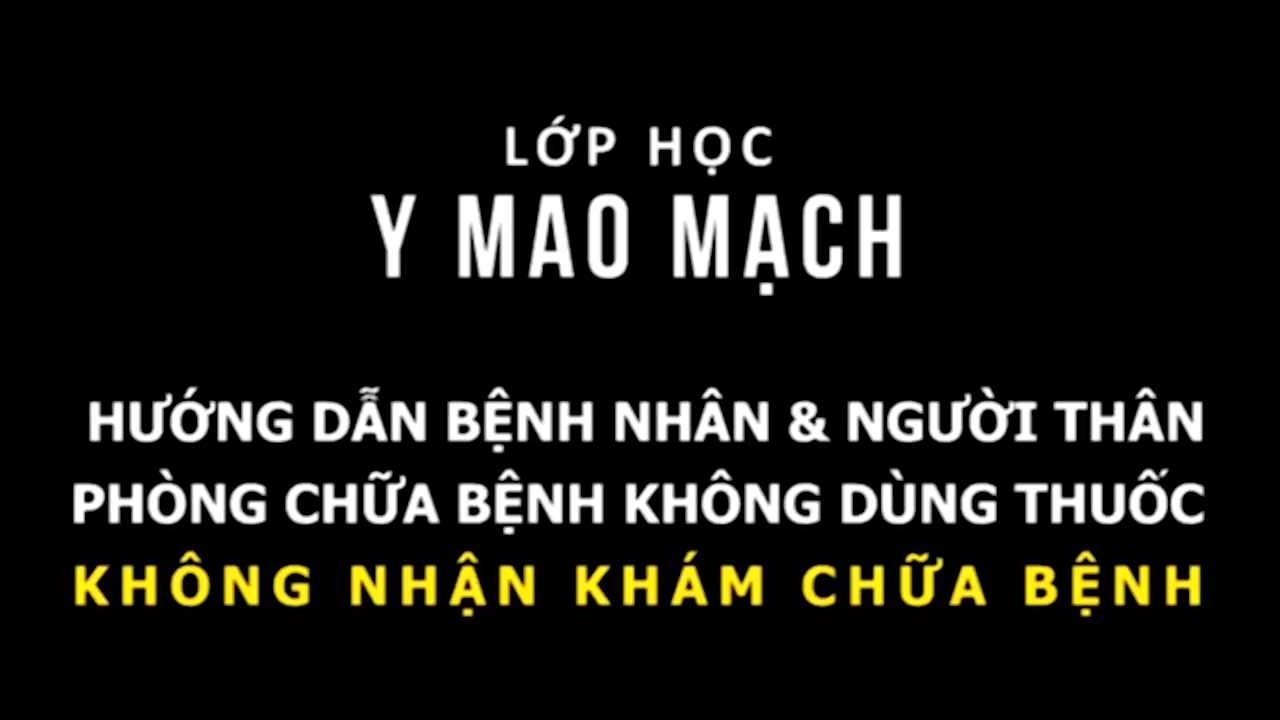 LỚP HỌC
Y MAO MẠCH
HƯỚNG DẪN BỆNH NHÂN & NGƯỜI THÂN
PHÒNG CHỮA BỆNH KHÔNG DÙNG THUỐC
KHÔNG NHẬN KHÁM CHỮA BỆNH